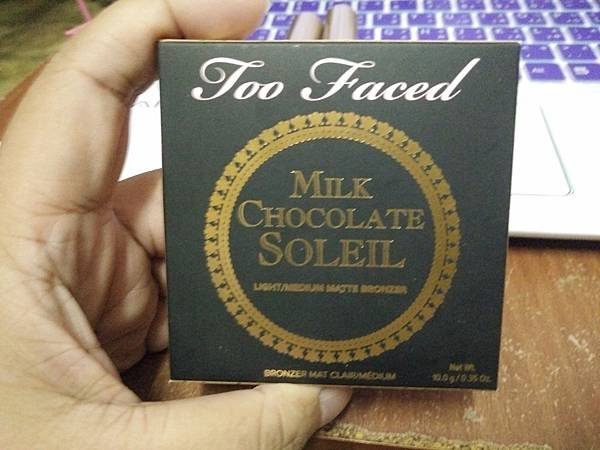 Too Faced
MILK
CHOCOLATE
SOLEIL
LIGHT/MEDIUM MATTE BRONZER
BRONZER MAT CLAIR/MEDIUM
Net Wt.
10.0 g / 0.35 Oz.